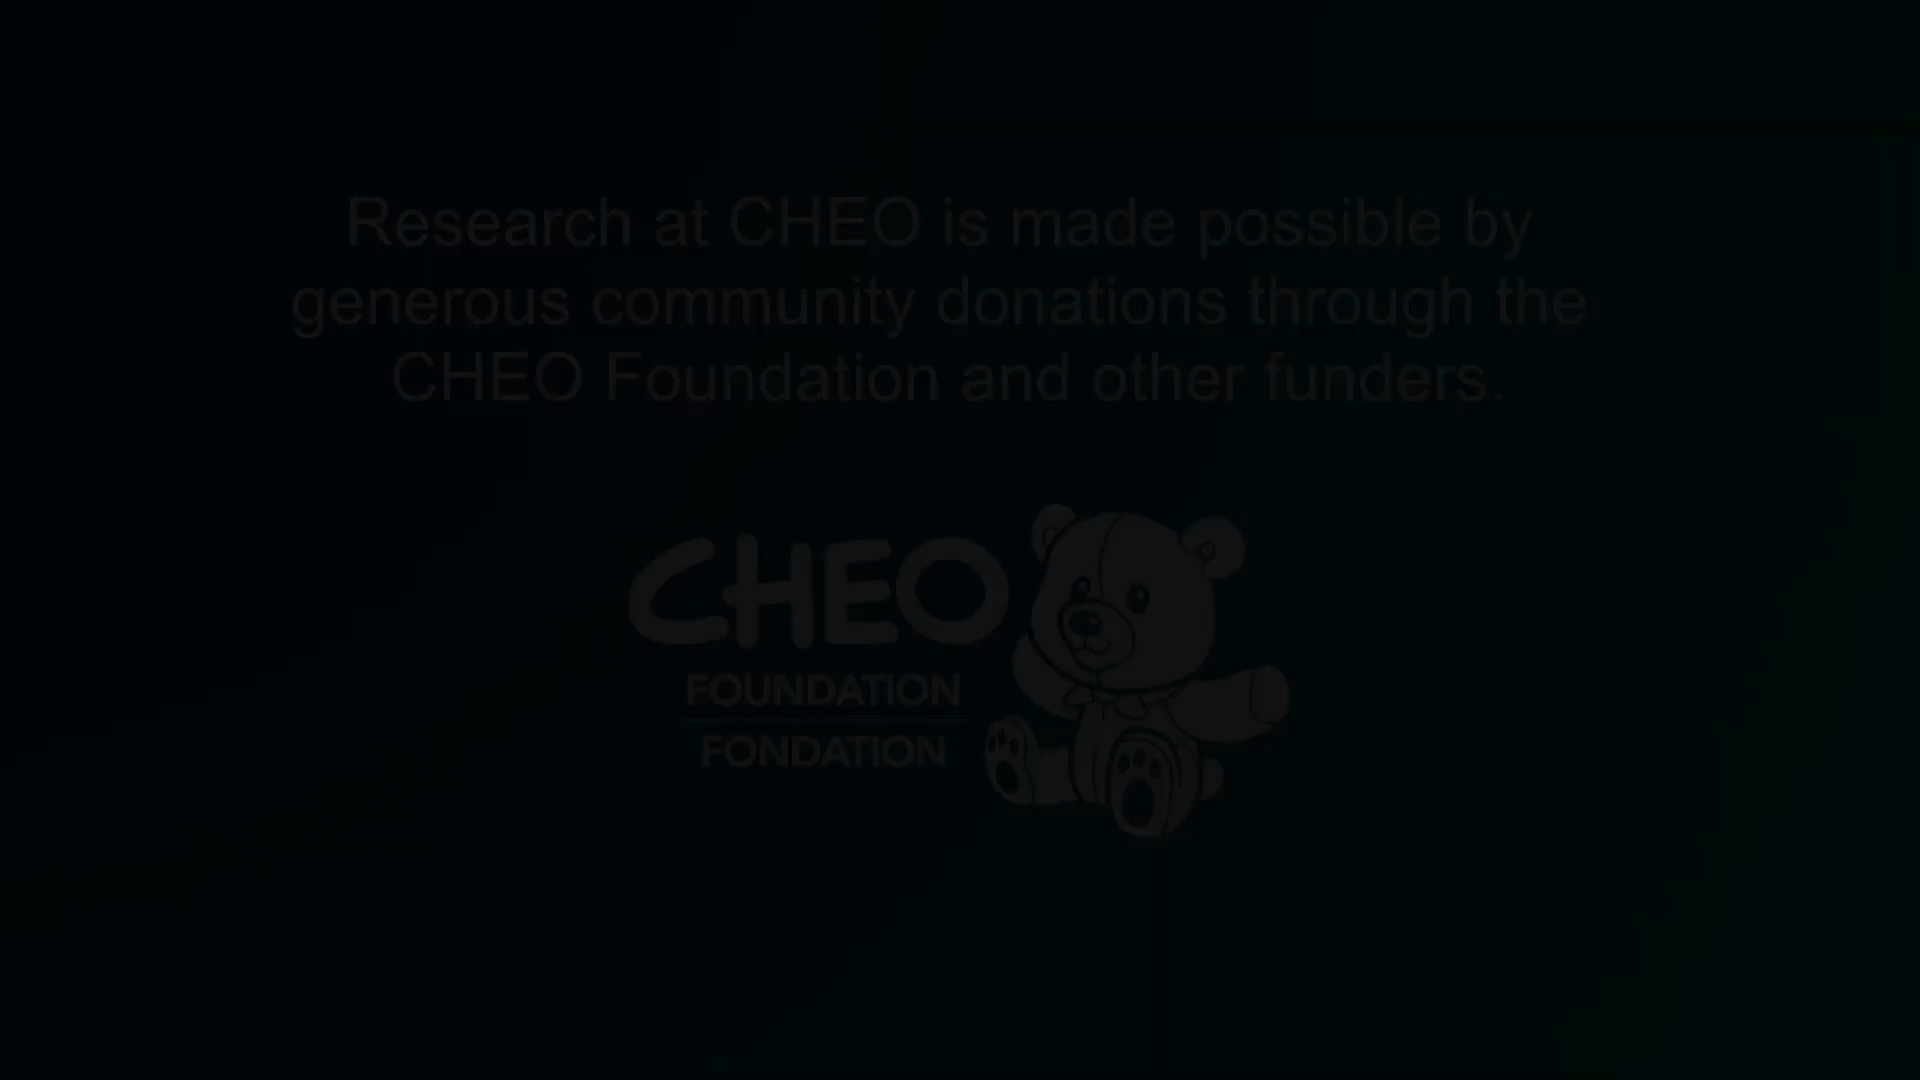 Research at CHEO is made possible by
generous community donations through the
CHEO Foundation and other funders.
CHEO
FOUNDATION
FONDATION